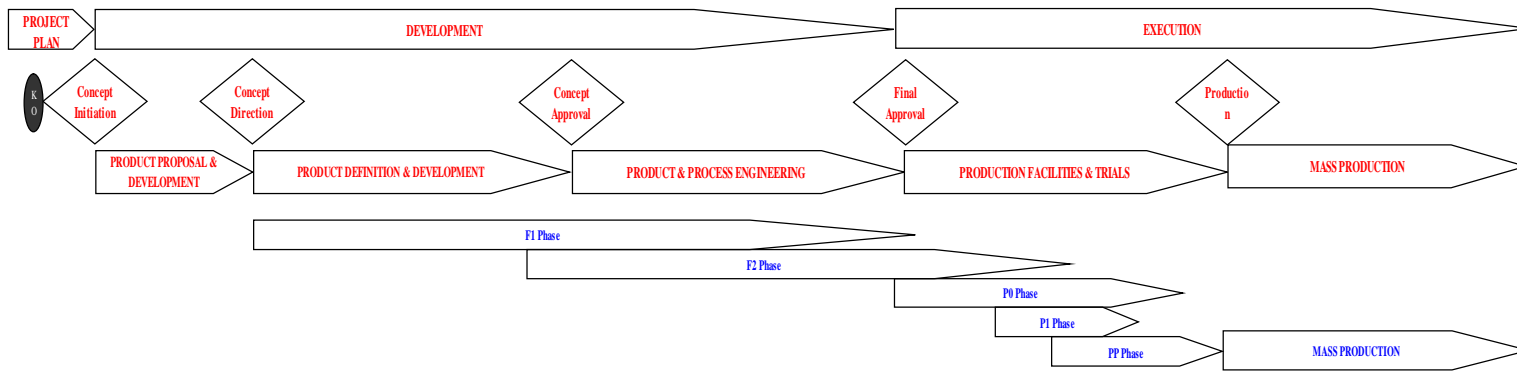 PROJECT
PLAN
DEVELOPMENT
EXECUTION
K
O
Concept
Initiation
Concept
Direction
Concept
Approval
Final
Approval
Productio
n
PRODUCT PROPOSAL &
DEVELOPMENT
PRODUCT DEFINITION & DEVELOPMENT
PRODUCT & PROCESS ENGINEERING
PRODUCTION FACILITIES & TRIALS
MASS PRODUCTION
F1 Phase
F2 Phase
P0 Phase
P1 Phase
PP Phase
MASS PRODUCTION